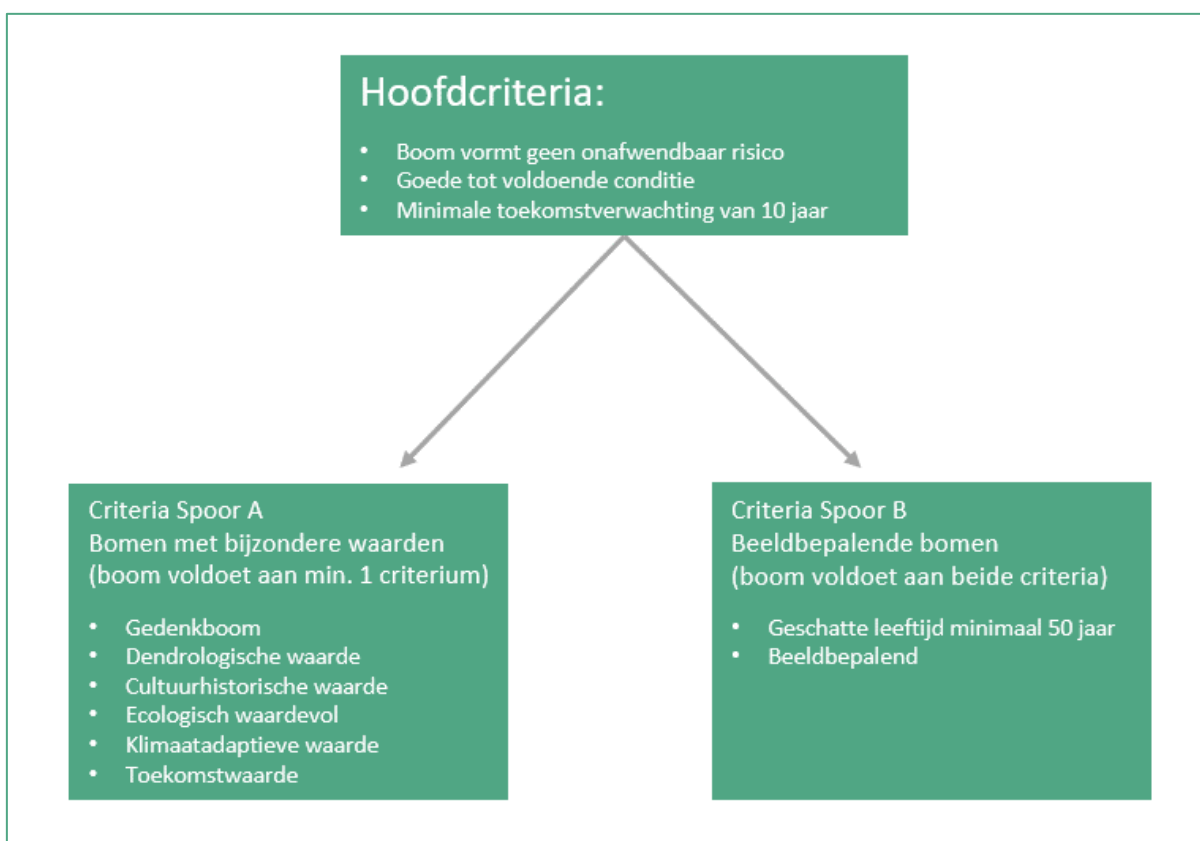 Hoofdcriteria:
• Boom vormt geen onafwendbaar risico
• Goede tot voldoende conditie
• Minimale toekomstverwachting van 10 jaar
Criteria Spoor A
Bomen met bijzondere waarden
(boom voldoet aan min. 1 criterium)
• Gedenkboom
• Dendrologische waarde
• Cultuurhistorische waarde
• Ecologisch waardevol
• Klimaatadaptieve waarde
• Toekomstwaarde
Criteria Spoor B
Beeldbepalende bomen
(boom voldoet aan beide criteria)
• Geschatte leeftijd minimaal 50 jaar
• Beeldbepalend